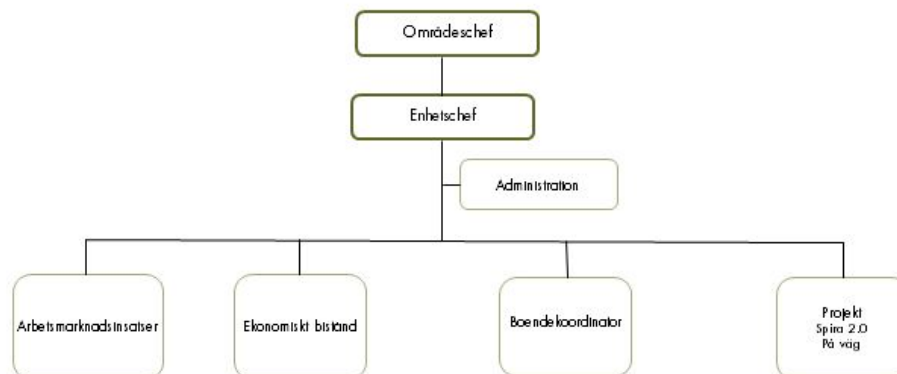 Områdeschef
Enhetschef
Administration
Arbetsmarknadsinsatser
Ekonomiskt bistånd
Boendekoordinator
Projekt
Spira 2.0
På väg